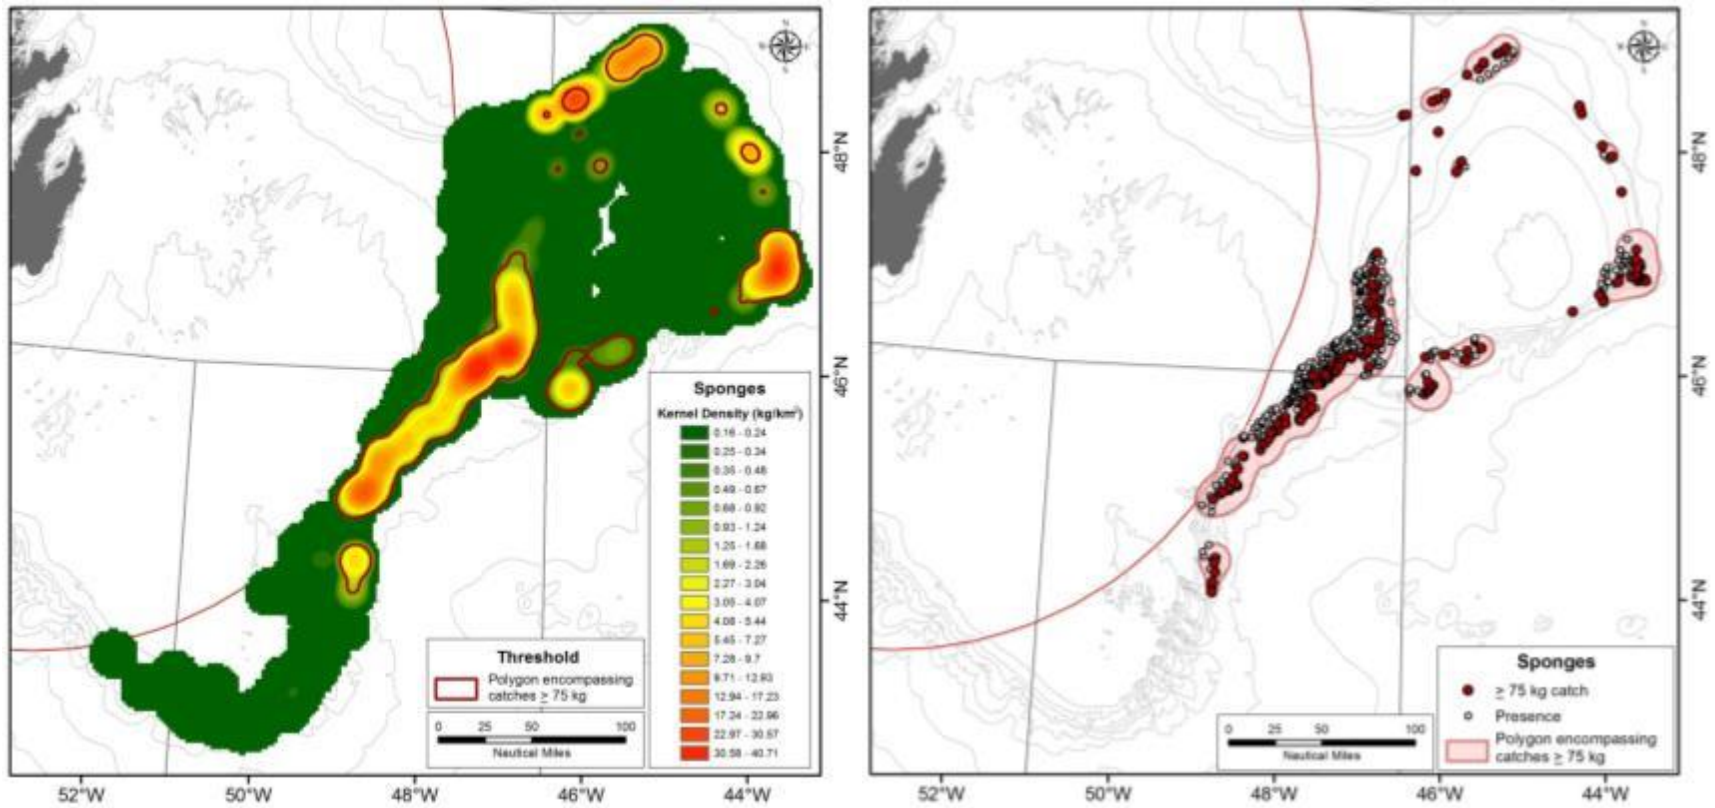 N
48°N
46°N
44°N
Sponges
Kernel Density (kg/km²)
0.16 - 0.24
0.25 - 0.34
0.35 - 0.48
0.49 - 0.67
0.68 - 0.92
0.93 - 1.24
1.25 - 1.68
1.69 - 2.26
2.27 - 3.04
3.05 - 4.07
4.08 - 5.44
5.45 - 7.27
7.28 - 9.7
9.71 - 12.93
12.94 - 17.23
17.24 - 22.96
22.97 - 30.57
30.58 - 40.71
Threshold
Polygon encompassing
catches ≥ 75 kg
0 25 50 100
Nautical Miles
52°W 50°W 48°W 46°W 44°W
N
48°N
46°N
44°N
Sponges
≥ 75 kg catch
Presence
Polygon encompassing
catches ≥ 75 kg
0 25 50 100
Nautical Miles
52°W 50°W 48°W 46°W 44°W